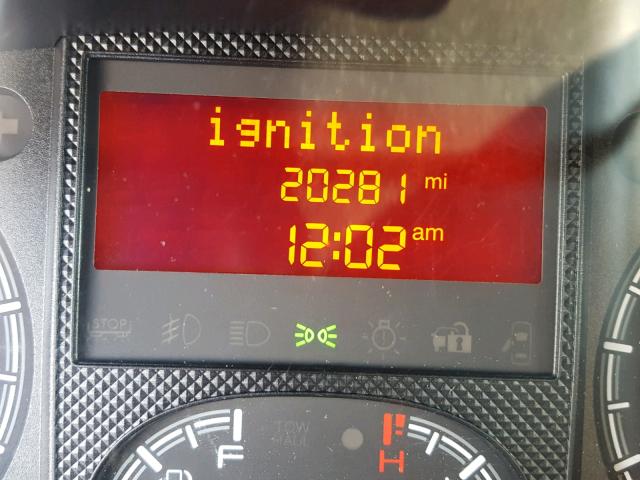 ignition
20281 mi
12:02 am
STOP
TOW
HAUL
F
H